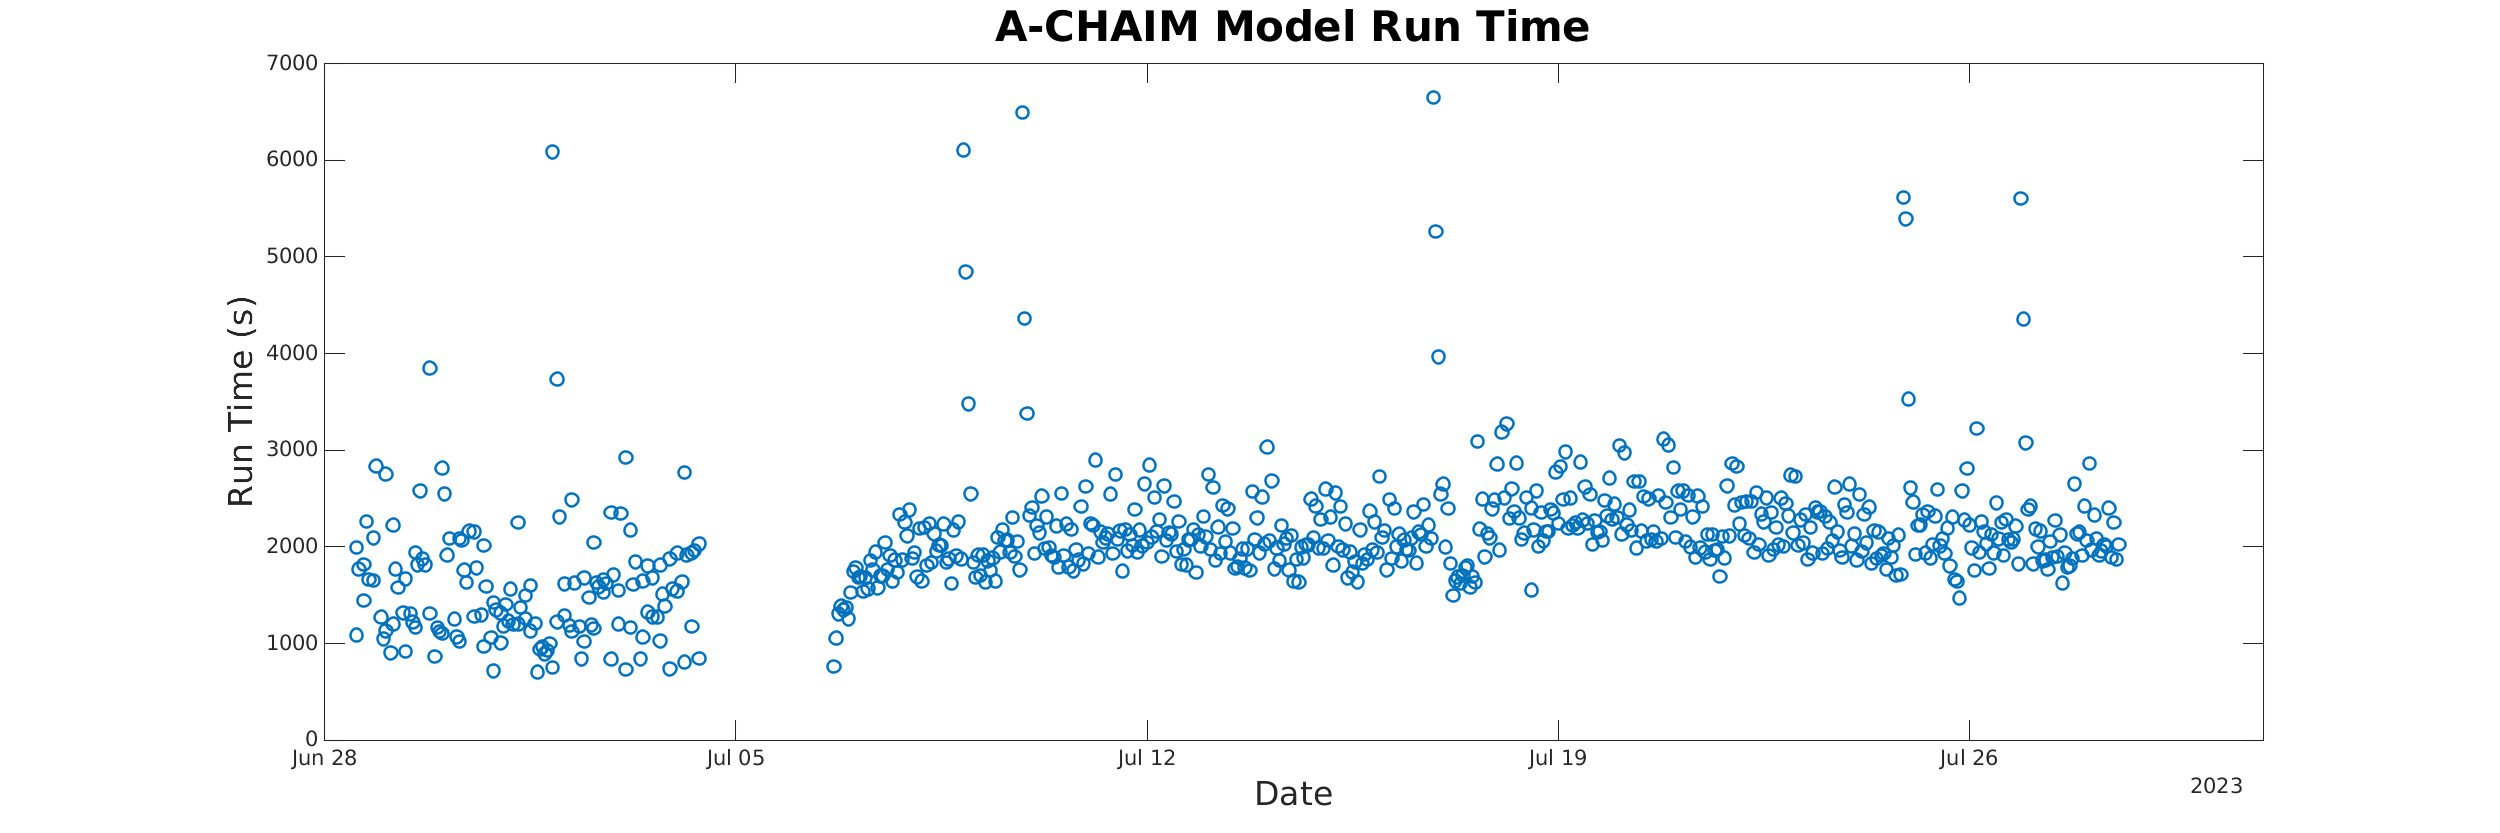 A-CHAIM Model Run Time
7000
6000
5000
4000
3000
2000
1000
0
Run Time (s)
Jun 28
Jul 05
Jul 12
Jul 19
Jul 26
2023
Date